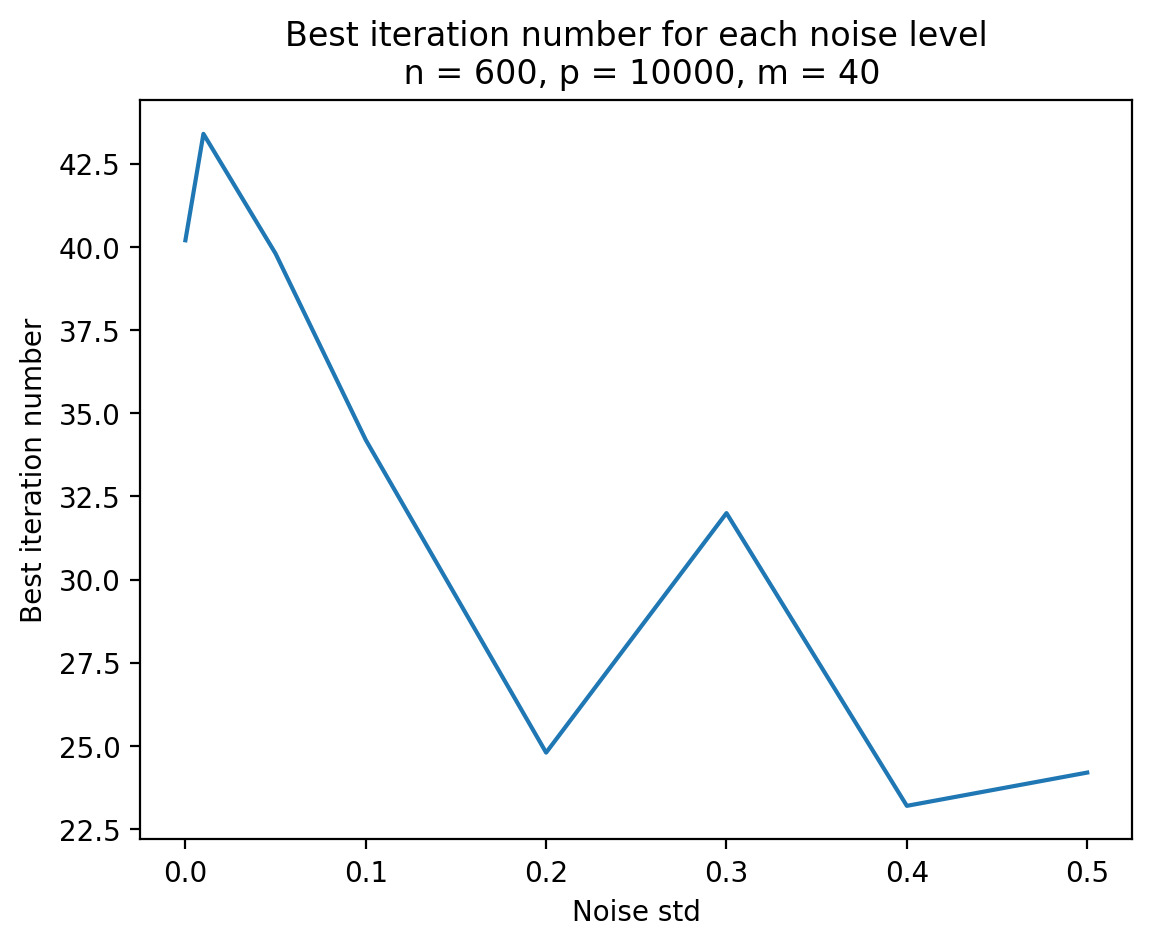 Best iteration number for each noise level
n = 600, p = 10000, m = 40
42.5
40.0
37.5
35.0
32.5
30.0
27.5
25.0
22.5
Best iteration number
0.0 0.1 0.2 0.3 0.4 0.5
Noise std